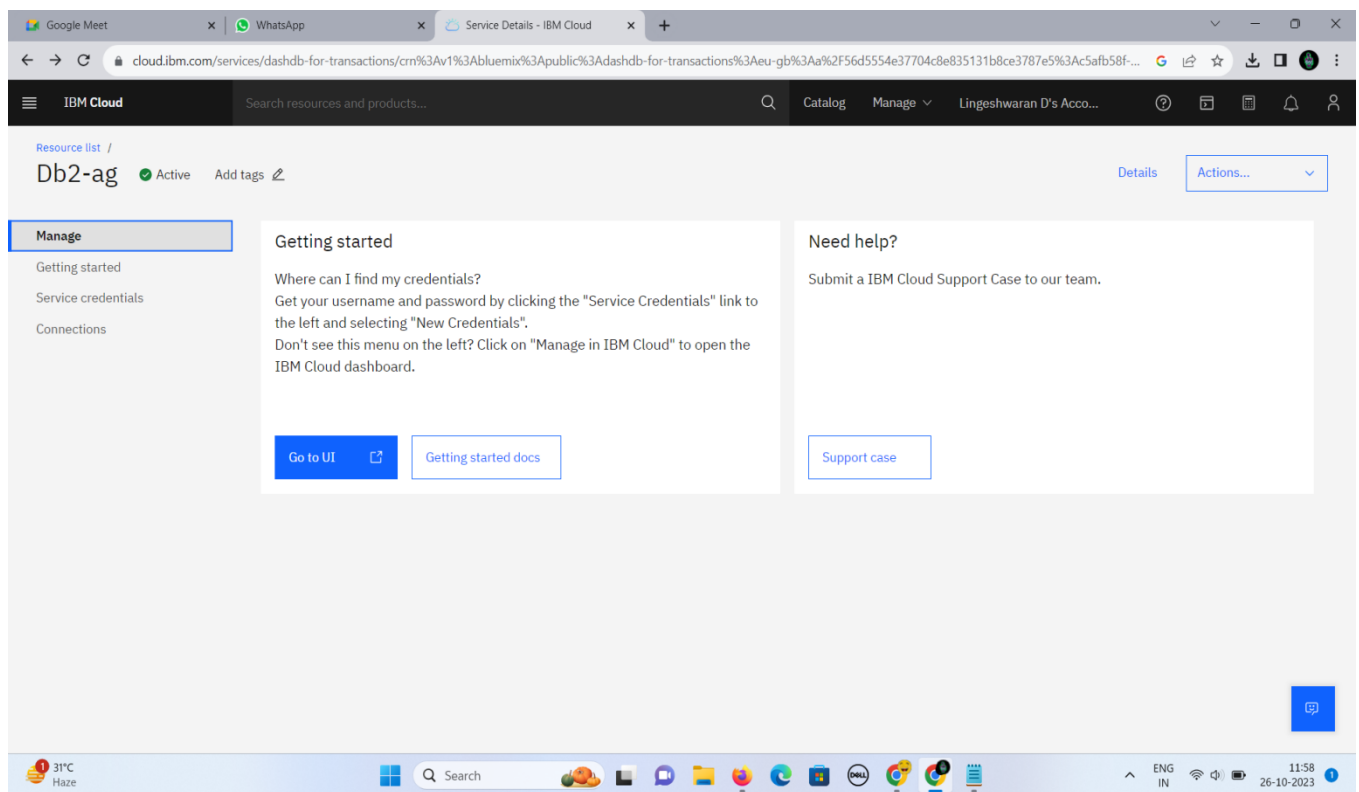 Google Meet
WhatsApp
Service Details - IBM Cloud
cloud.ibm.com/services/dashdb-for-transactions/crn%3Av1%3Abluemix%3Apublic%3Adashdb-for-transactions%3Aeu-gb%3Aa%2F56d5554e37704c8e835131b8ce3787e5%3Ac5afb58f-...
IBM Cloud
Search resources and products...
Catalog
Manage
Lingeshwaran D's Acco...
Resource list /
Db2-ag
Active
Add tags
Details
Actions...
Manage
Getting started
Service credentials
Connections
Getting started
Where can I find my credentials?
Get your username and password by clicking the "Service Credentials" link to
the left and selecting "New Credentials".
Don't see this menu on the left? Click on "Manage in IBM Cloud" to open the
IBM Cloud dashboard.
Go to UI
Getting started docs
Need help?
Submit a IBM Cloud Support Case to our team.
Support case
1
31°C
Haze
Search
DELL
ENG
IN
11:58
26-10-2023
1